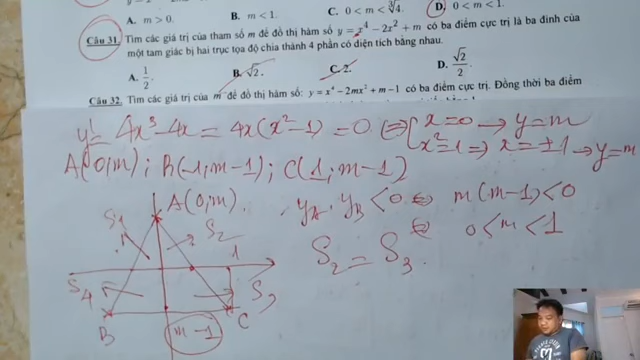 A. m > 0. B. m < 1. C. 0 < m < ∛4. D. 0 < m < 1.
Câu 31. Tìm các giá trị của tham số m để đồ thị hàm số y = x⁴ − 2x² + m có ba điểm cực trị là ba đỉnh của
một tam giác bị hai trục tọa độ chia thành 4 phần có diện tích bằng nhau.
A. 1/2. B. √2. C. 2. D. √2/2.
Câu 32. Tìm các giá trị của m để đồ thị hàm số: y = x⁴ − 2mx² + m − 1 có ba điểm cực trị. Đồng thời ba điểm
y' = 4x³ − 4x = 4x(x² − 1) = 0 ⇔ x = 0 → y = m
x² = 1 ⇒ x = ±1 → y = m
A(0;m); B(-1;m-1); C(1;m-1)
A(0;m).
y_A . y_B < 0 ⇔ m(m-1) < 0
⇔ 0 < m < 1
S1 S2
S2 = S3.
1
S4 S3
B m-1 C